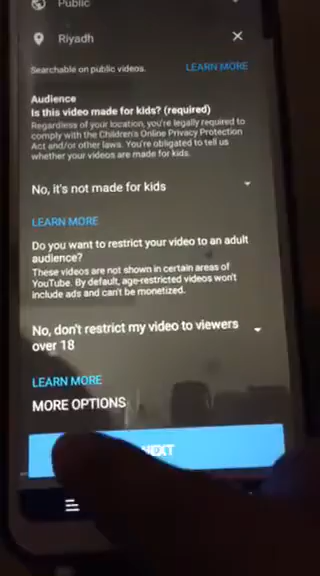 Public
Riyadh
Searchable on public videos.
LEARN MORE
Audience
Is this video made for kids? (required)
Regardless of your location, you're legally required to
comply with the Children's Online Privacy Protection
Act and/or other laws. You're obligated to tell us
whether your videos are made for kids.
No, it's not made for kids
LEARN MORE
Do you want to restrict your video to an adult
audience?
These videos are not shown in certain areas of
YouTube. By default, age-restricted videos won't
include ads and can't be monetized.
No, don't restrict my video to viewers
over 18
LEARN MORE
MORE OPTIONS
NEXT